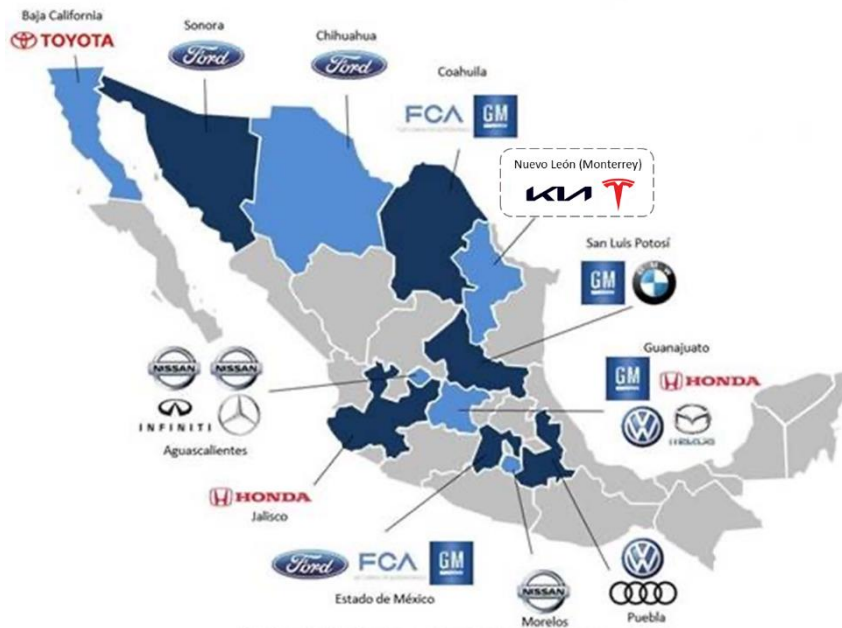 Baja California
TOYOTA
Sonora
Ford
Chihuahua
Ford
Coahuila
FCA
GM
Nuevo León (Monterrey)
KIA
San Luis Potosí
GM
BMW
Guanajuato
GM
HONDA
NISSAN
NISSAN
INFINITI
Aguascalientes
HONDA
Jalisco
Ford
FCA
GM
Estado de México
NISSAN
Morelos
Puebla